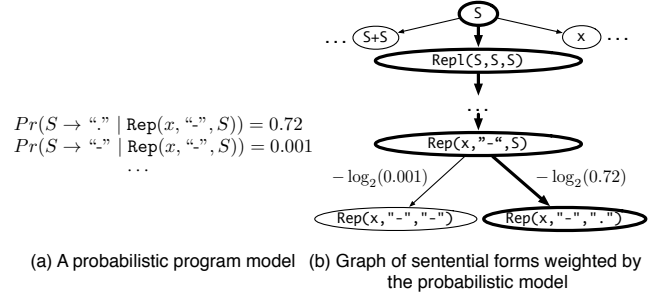 S
... S+S
x ...
Repl(S,S,S)
...
Pr(S → “.” | Rep(x, “-”, S)) = 0.72
Pr(S → “-” | Rep(x, “-”, S)) = 0.001
...
Rep(x,”-“,S)
− log₂(0.001)
− log₂(0.72)
Rep(x,"-","-")
Rep(x,"-",".")
(a) A probabilistic program model
(b) Graph of sentential forms weighted by
the probabilistic model